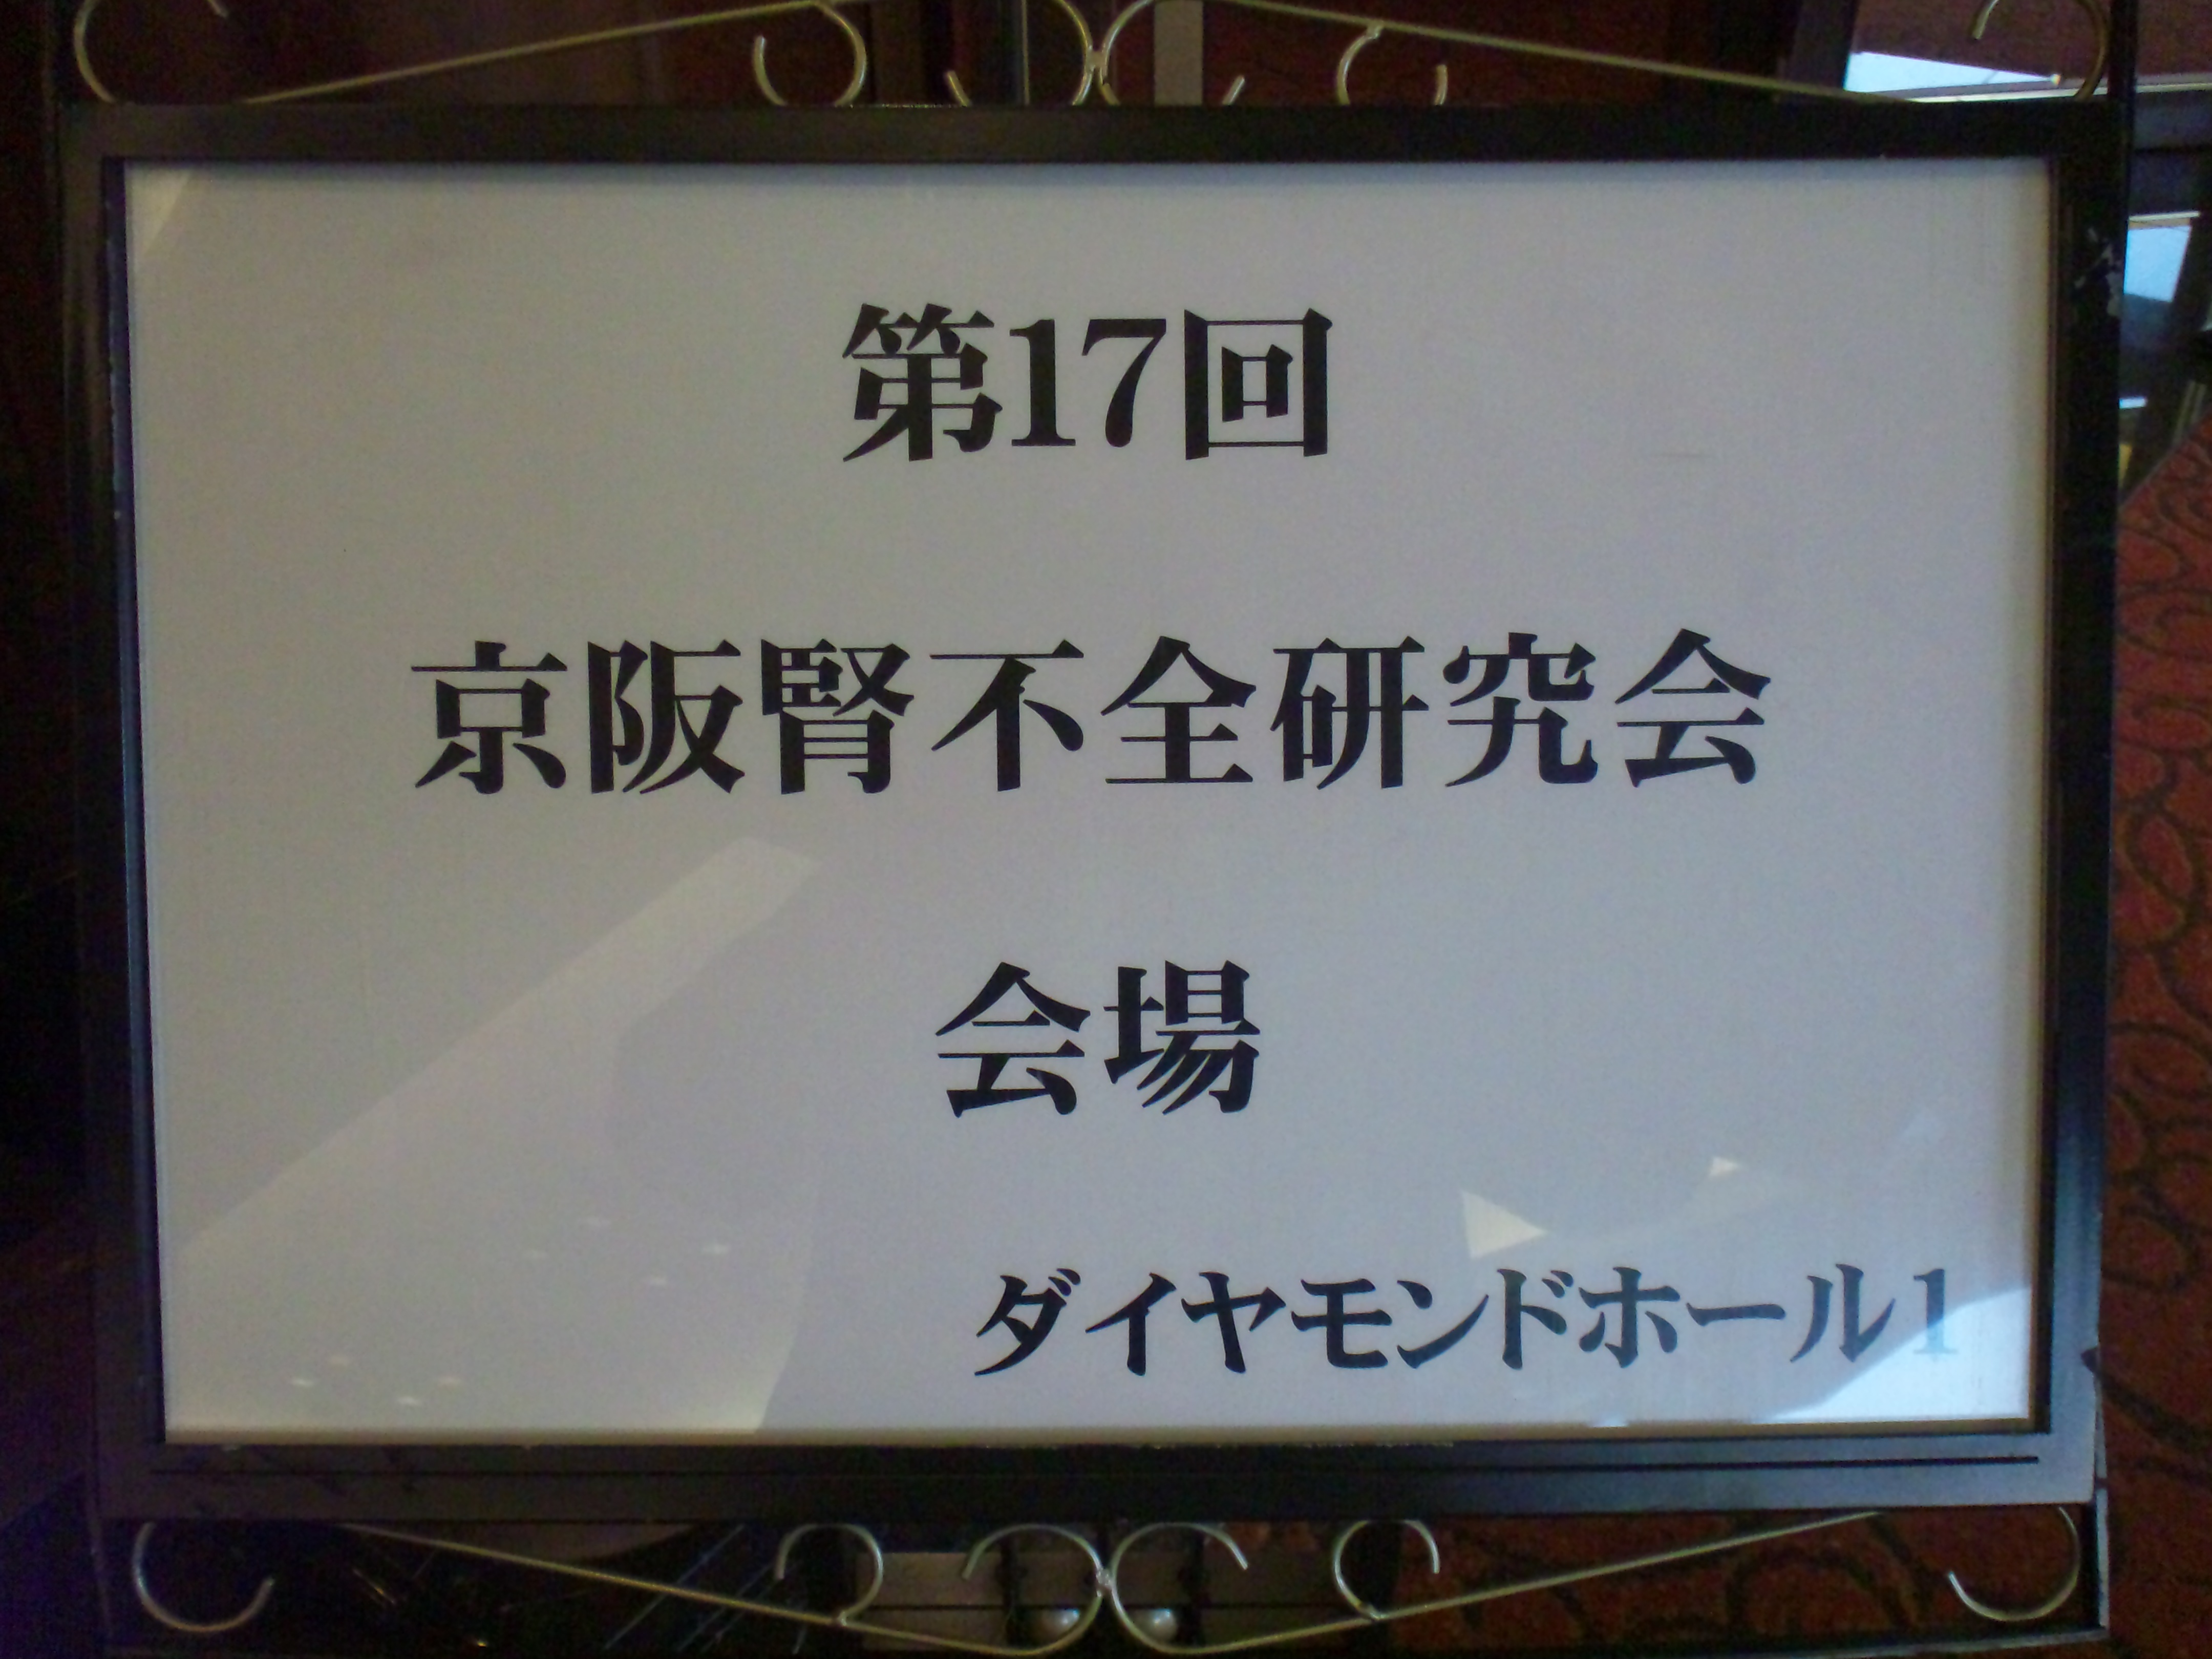 第17回
京阪腎不全研究会
会場
ダイヤモンドホール1